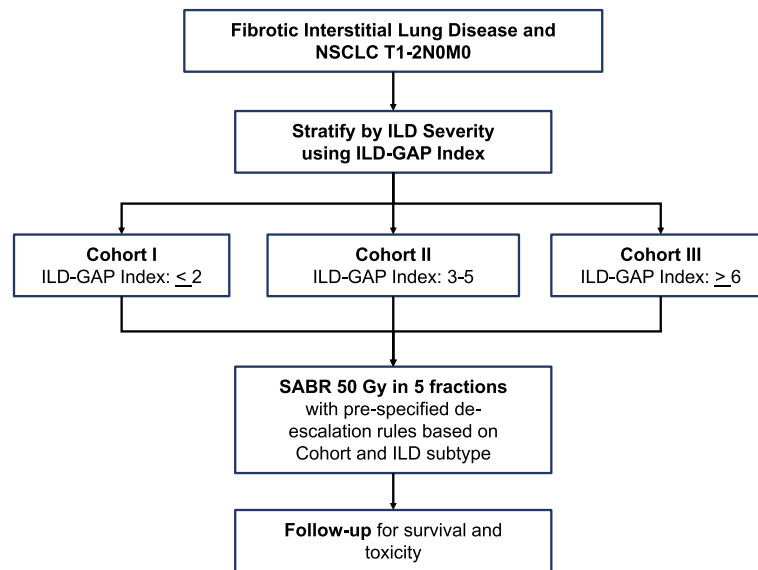 Fibrotic Interstitial Lung Disease and
NSCLC T1-2N0M0
Stratify by ILD Severity
using ILD-GAP Index
Cohort I
ILD-GAP Index: < 2
Cohort II
ILD-GAP Index: 3-5
Cohort III
ILD-GAP Index: > 6
SABR 50 Gy in 5 fractions
with pre-specified de-
escalation rules based on
Cohort and ILD subtype
Follow-up for survival and
toxicity